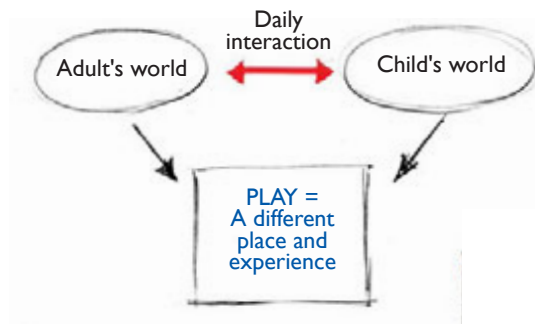 Daily
interaction
Adult's world
Child's world
PLAY =
A different
place and
experience